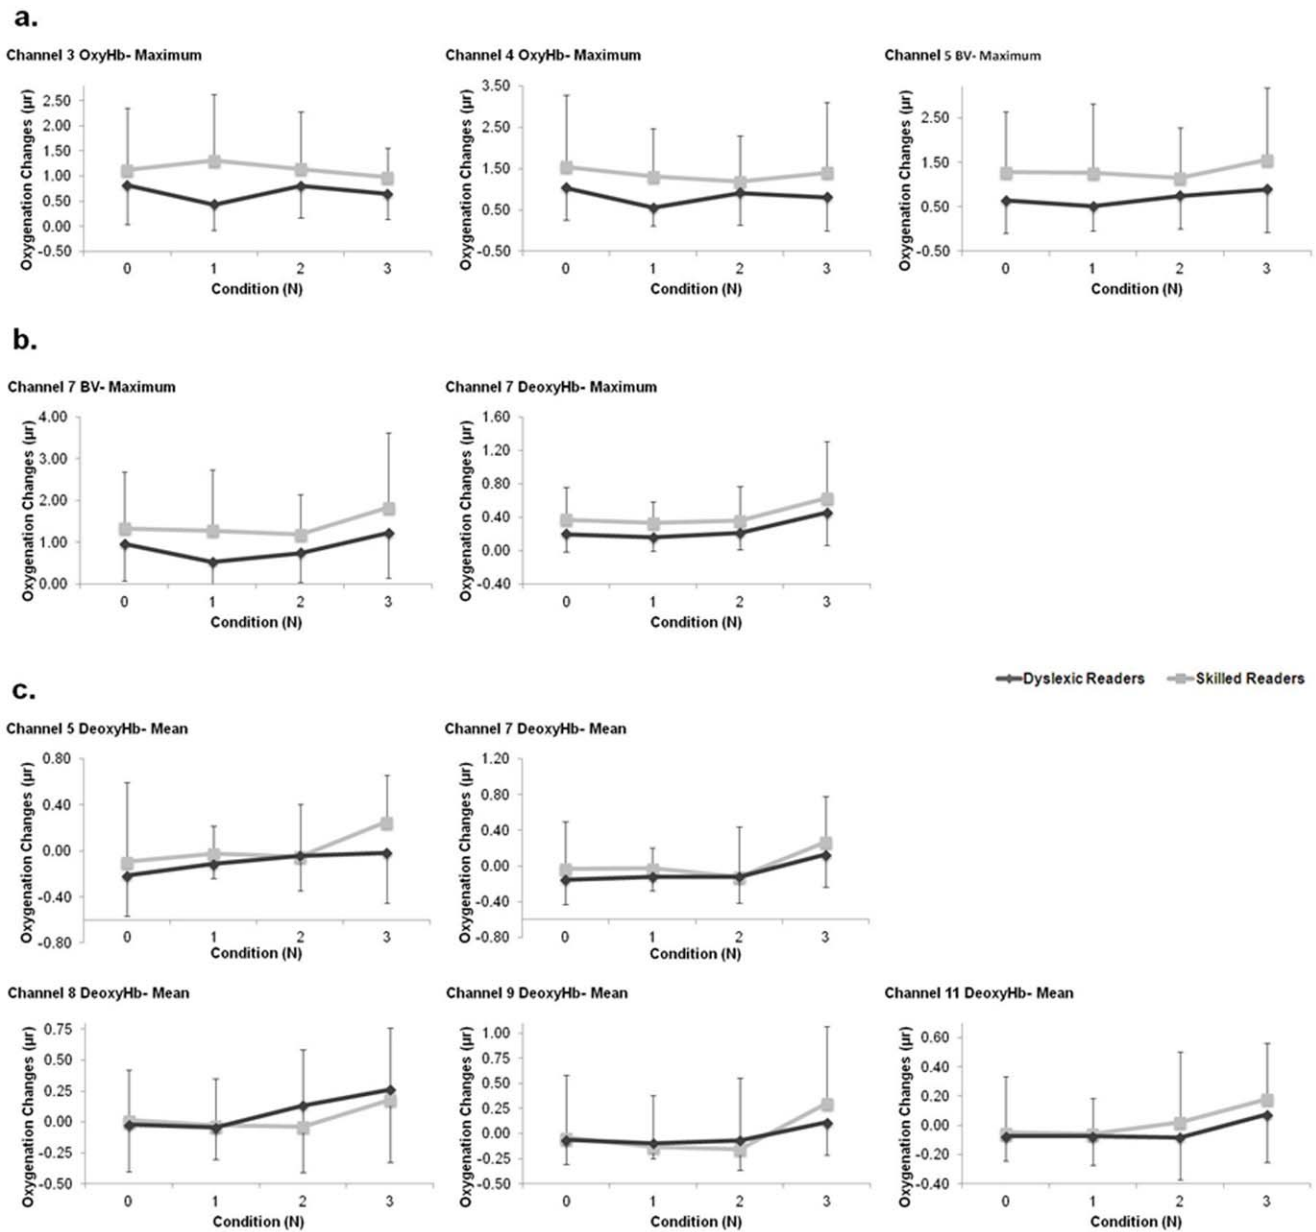 a.
Channel 3 OxyHb- Maximum
Oxygenation Changes (μr)
2.50
2.00
1.50
1.00
0.50
0.00
-0.50
0 1 2 3
Condition (N)
Channel 4 OxyHb- Maximum
Oxygenation Changes (μr)
3.50
2.50
1.50
0.50
-0.50
0 1 2 3
Condition (N)
Channel 5 BV- Maximum
Oxygenation Changes (μr)
2.50
1.50
0.50
-0.50
0 1 2 3
Condition (N)
b.
Channel 7 BV- Maximum
Oxygenation Changes (μr)
4.00
3.00
2.00
1.00
0.00
0 1 2 3
Condition (N)
Channel 7 DeoxyHb- Maximum
Oxygenation Changes (μr)
1.60
1.20
0.80
0.40
0.00
-0.40
0 1 2 3
Condition (N)
Dyslexic Readers Skilled Readers
c.
Channel 5 DeoxyHb- Mean
Oxygenation Changes (μr)
0.80
0.40
0.00
-0.40
-0.80
0 1 2 3
Condition (N)
Channel 7 DeoxyHb- Mean
Oxygenation Changes (μr)
1.20
0.80
0.40
0.00
-0.40
-0.80
0 1 2 3
Condition (N)
Channel 8 DeoxyHb- Mean
Oxygenation Changes (μr)
0.75
0.50
0.25
0.00
-0.25
-0.50
0 1 2 3
Condition (N)
Channel 9 DeoxyHb- Mean
Oxygenation Changes (μr)
1.00
0.75
0.50
0.25
0.00
-0.25
-0.50
0 1 2 3
Condition (N)
Channel 11 DeoxyHb- Mean
Oxygenation Changes (μr)
0.60
0.40
0.20
0.00
-0.20
-0.40
0 1 2 3
Condition (N)